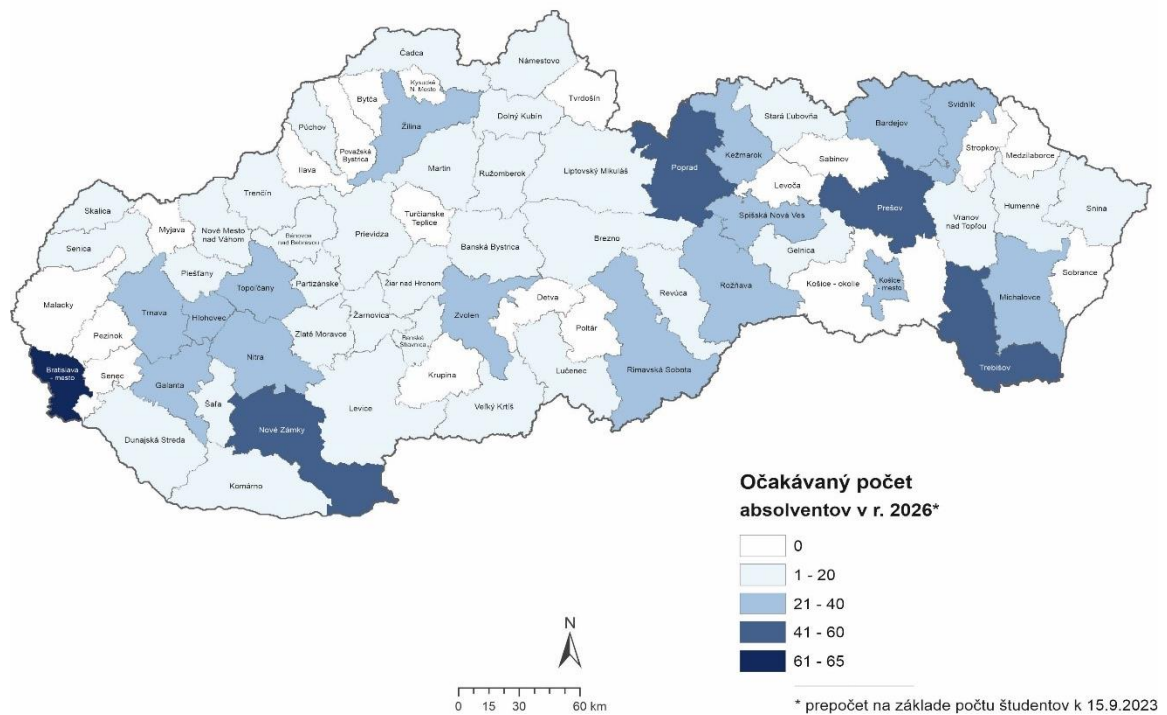 Čadca
Námestovo
Kysucké
N. Mesto
Bytča
Tvrdošín
Púchov
Žilina
Dolný Kubín
Považská
Bystrica
Ilava
Martin
Ružomberok
Liptovský Mikuláš
Poprad
Kežmarok
Stará Ľubovňa
Bardejov
Svidník
Stropkov
Medzilaborce
Sabinov
Levoča
Prešov
Humenné
Snina
Vranov
nad Topľou
Trenčín
Skalica
Myjava
Nové Mesto
nad Váhom
Bánovce
nad Bebravou
Prievidza
Turčianske
Teplice
Banská Bystrica
Brezno
Spišská Nová Ves
Gelnica
Senica
Piešťany
Topoľčany
Partizánske
Žiar nad Hronom
Revúca
Rožňava
Košice - okolie
Košice
- mesto
Sobrance
Michalovce
Malacky
Trnava
Hlohovec
Zlaté Moravce
Žarnovica
Zvolen
Detva
Poltár
Banská
Štiavnica
Pezinok
Nitra
Bratislava
- mesto
Senec
Galanta
Šaľa
Krupina
Lučenec
Rimavská Sobota
Trebišov
Levice
Veľký Krtíš
Nové Zámky
Dunajská Streda
Komárno
Očakávaný počet
absolventov v r. 2026*
0
1 - 20
21 - 40
41 - 60
61 - 65
N
0 15 30 60 km
* prepočet na základe počtu študentov k 15.9.2023